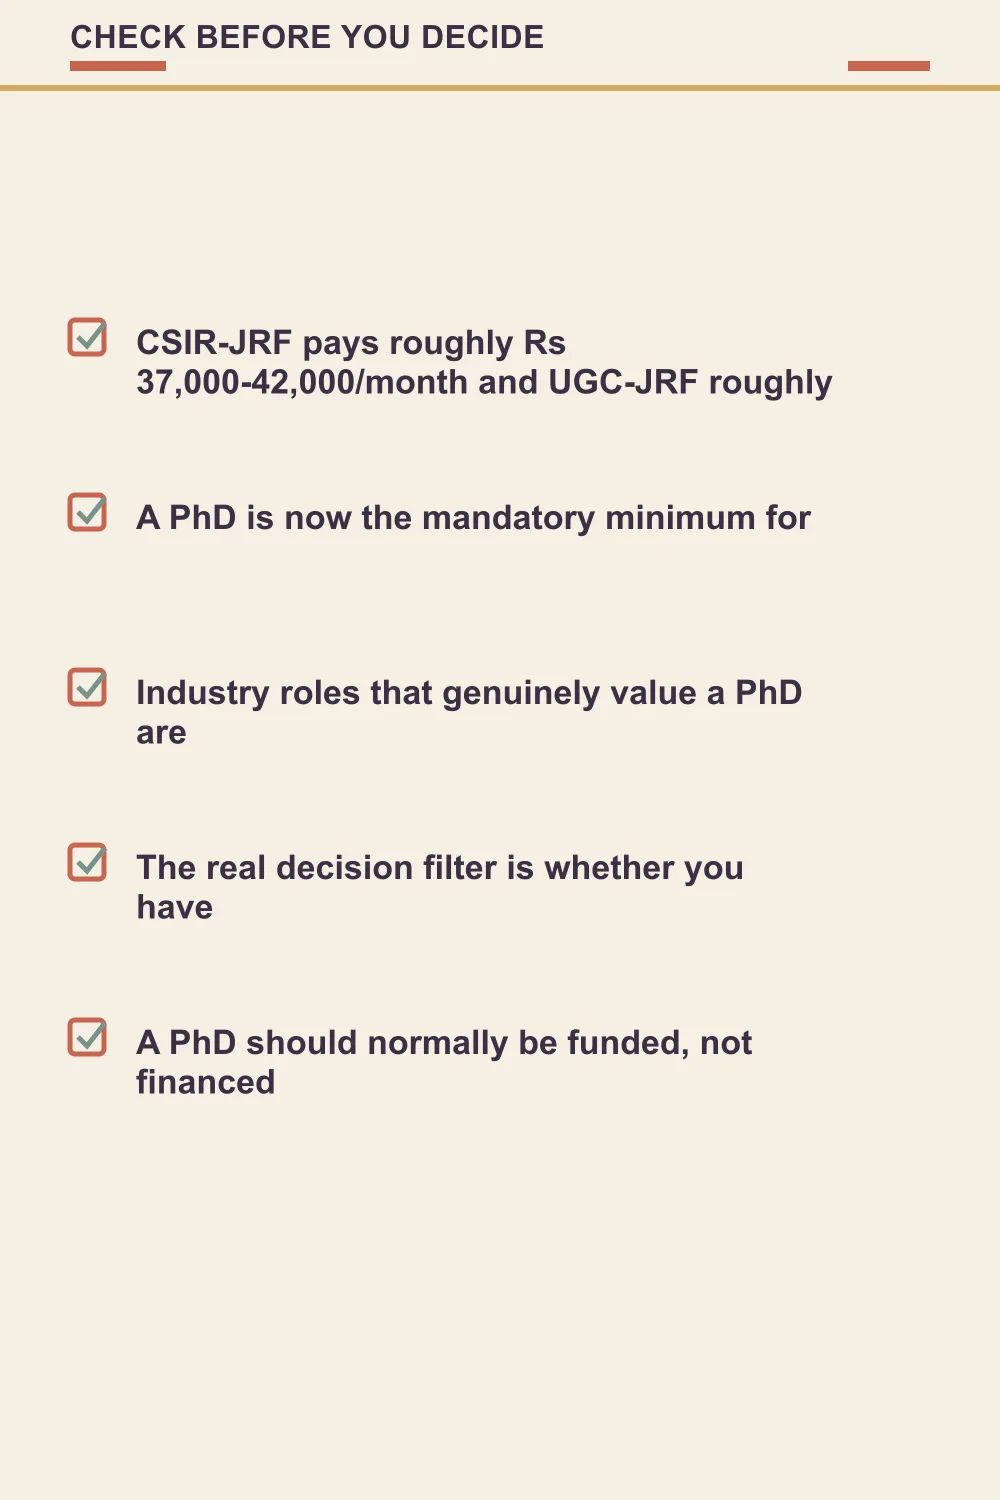 CHECK BEFORE YOU DECIDE
CSIR-JRF pays roughly Rs
37,000-42,000/month and UGC-JRF roughly
A PhD is now the mandatory minimum for
Industry roles that genuinely value a PhD
are
The real decision filter is whether you
have
A PhD should normally be funded, not
financed